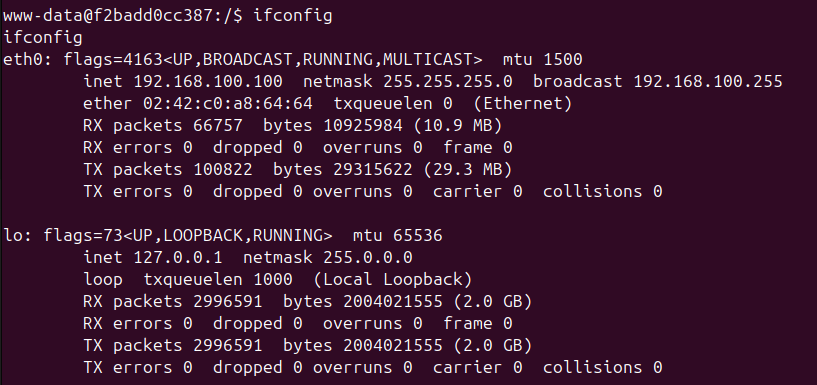 www-data@f2badd0cc387:/$ ifconfig
ifconfig
eth0: flags=4163<UP,BROADCAST,RUNNING,MULTICAST>  mtu 1500
        inet 192.168.100.100  netmask 255.255.255.0  broadcast 192.168.100.255
        ether 02:42:c0:a8:64:64  txqueuelen 0  (Ethernet)
        RX packets 66757  bytes 10925984 (10.9 MB)
        RX errors 0  dropped 0  overruns 0  frame 0
        TX packets 100822  bytes 29315622 (29.3 MB)
        TX errors 0  dropped 0 overruns 0  carrier 0  collisions 0

lo: flags=73<UP,LOOPBACK,RUNNING>  mtu 65536
        inet 127.0.0.1  netmask 255.0.0.0
        loop  txqueuelen 1000  (Local Loopback)
        RX packets 2996591  bytes 2004021555 (2.0 GB)
        RX errors 0  dropped 0  overruns 0  frame 0
        TX packets 2996591  bytes 2004021555 (2.0 GB)
        TX errors 0  dropped 0 overruns 0  carrier 0  collisions 0